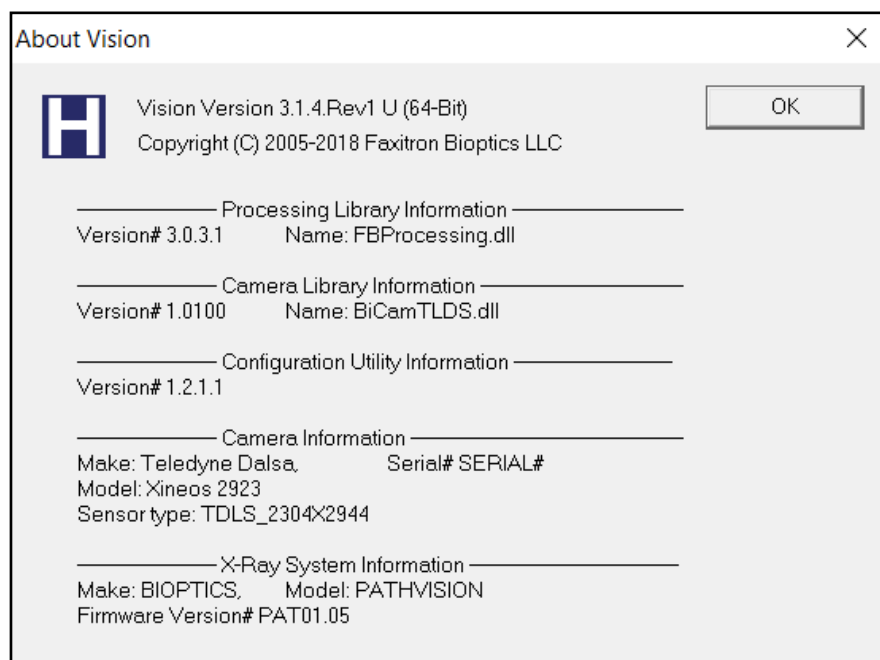 About Vision
H
Vision Version 3.1.4.Rev1 U (64-Bit)
OK
Copyright (C) 2005-2018 Faxitron Bioptics LLC
Processing Library Information
Version# 3.0.3.1 Name: FBProcessing.dll
Camera Library Information
Version# 1.0100 Name: BiCamTLDS.dll
Configuration Utility Information
Version# 1.2.1.1
Camera Information
Make: Teledyne Dalsa, Serial# SERIAL#
Model: Xineos 2923
Sensor type: TDLS_2304X2944
X-Ray System Information
Make: BIOPTICS, Model: PATHVISION
Firmware Version# PAT01.05